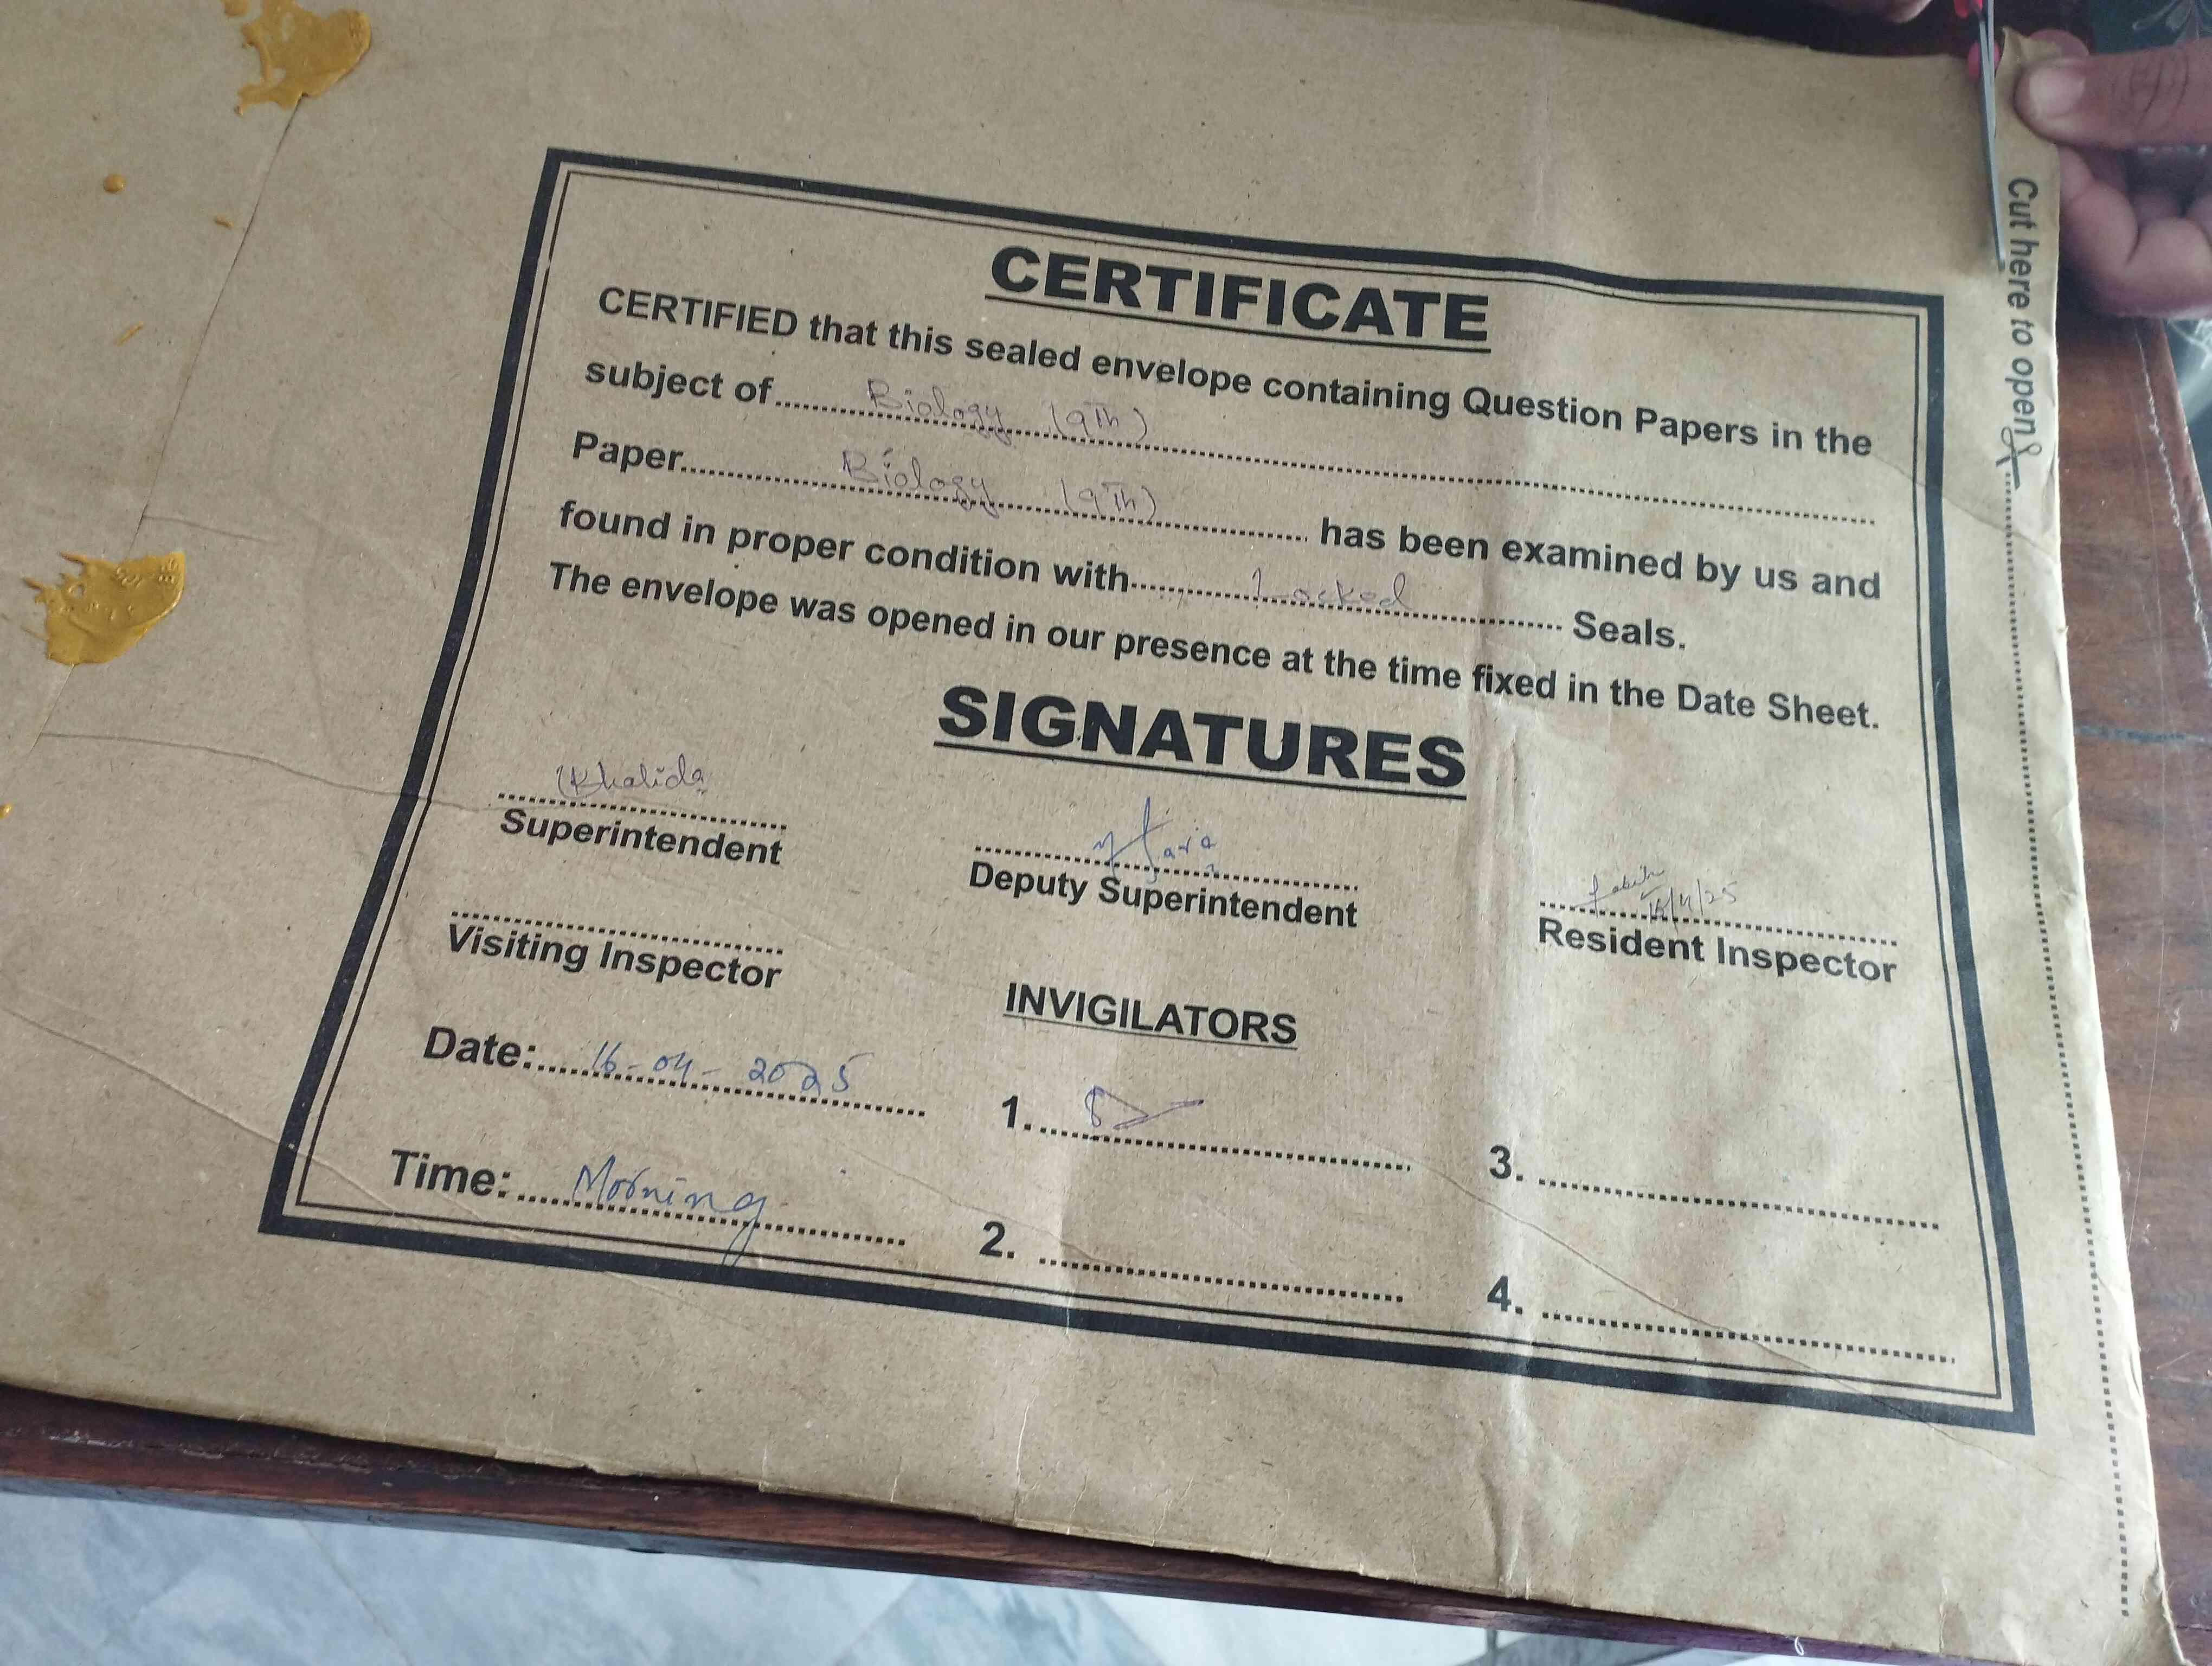 CERTIFICATE
CERTIFIED that this sealed envelope containing Question Papers in the
subject of Biology (9Th)
Paper Biology (9Th) has been examined by us and
found in proper condition with Locked Seals.
The envelope was opened in our presence at the time fixed in the Date Sheet.
SIGNATURES
Khalida
Superintendent
Deputy Superintendent
16/4/25
Resident Inspector
Visiting Inspector
INVIGILATORS
Date: 16-04-2025
1.
3.
Time: Morning
2.
4.
Cut here to open